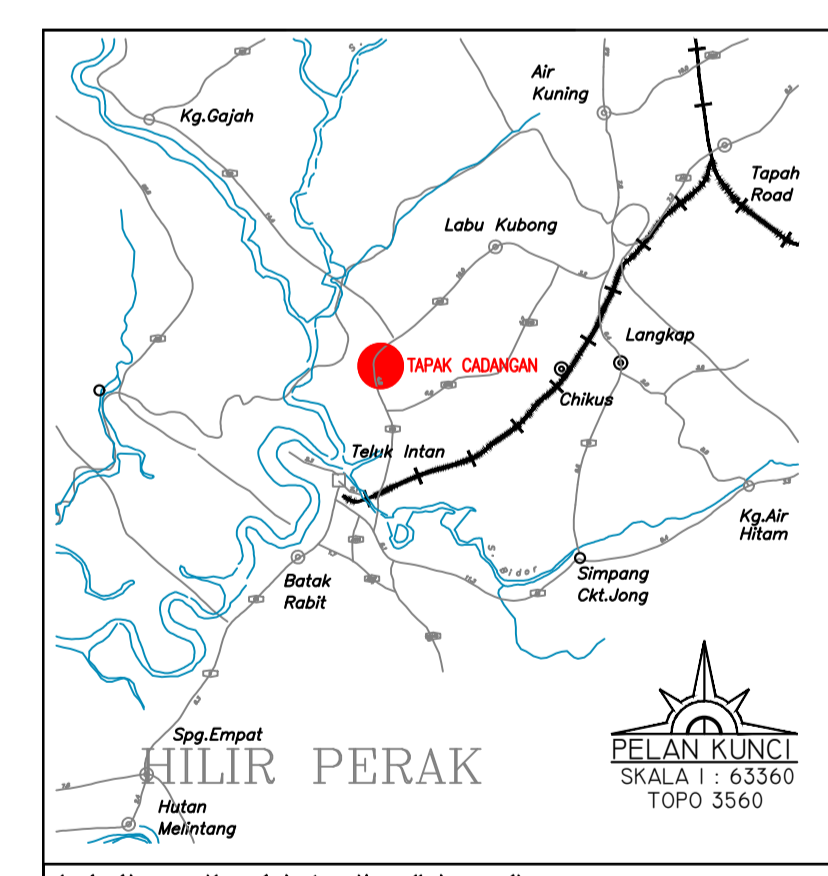 Air
Kuning
Kg.Gajah
Tapah
Road
Labu Kubong
Langkap
TAPAK CADANGAN
Chikus
Teluk Intan
Kg.Air
Hitam
S. Bidor
Simpang
Ckt.Jong
Batak
Rabit
Spg.Empat
HILIR PERAK
PELAN KUNCI
SKALA 1 : 63360
TOPO 3560
Hutan
Melintang